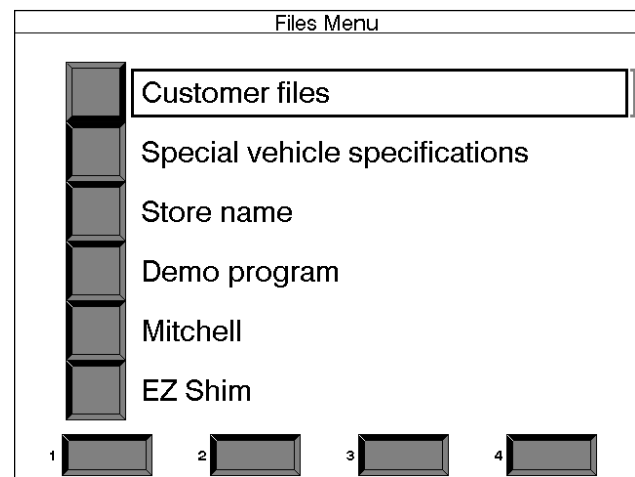 Files Menu
Customer files
Special vehicle specifications
Store name
Demo program
Mitchell
EZ Shim
1 2 3 4